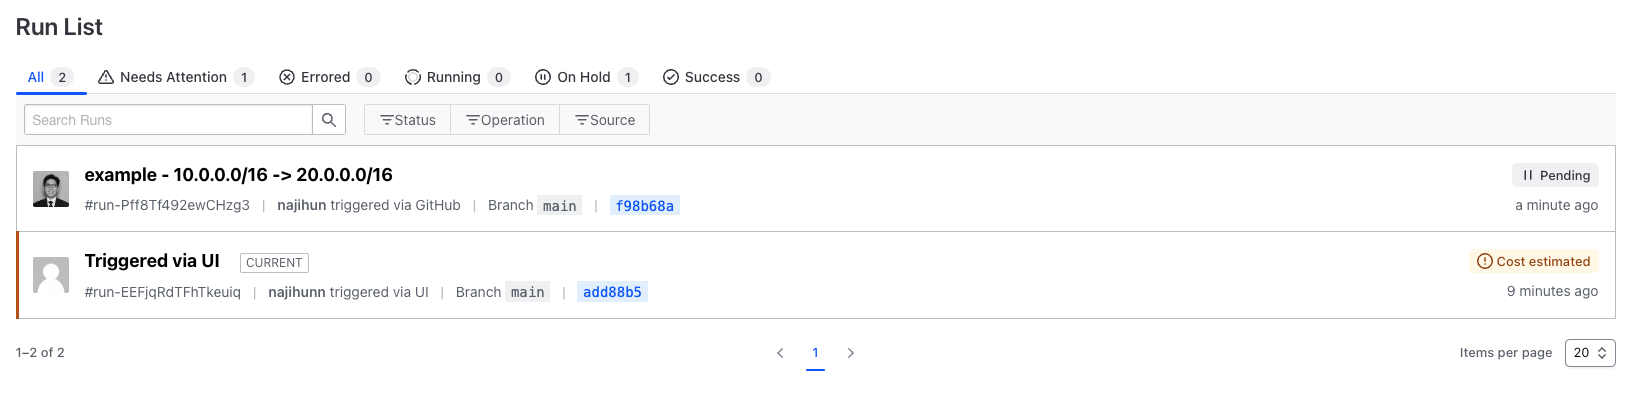 Run List
All 2 Needs Attention 1 Errored 0 Running 0 On Hold 1 Success 0
Search Runs Status Operation Source
example - 10.0.0.0/16 -> 20.0.0.0/16 Pending
#run-Pff8Tf492ewCHzg3 | najihun triggered via GitHub | Branch main | f98b68a a minute ago
Triggered via UI CURRENT Cost estimated
#run-EEFjqRdTFhTkeuiq | najihunn triggered via UI | Branch main | add88b5 9 minutes ago
1–2 of 2 1 Items per page 20